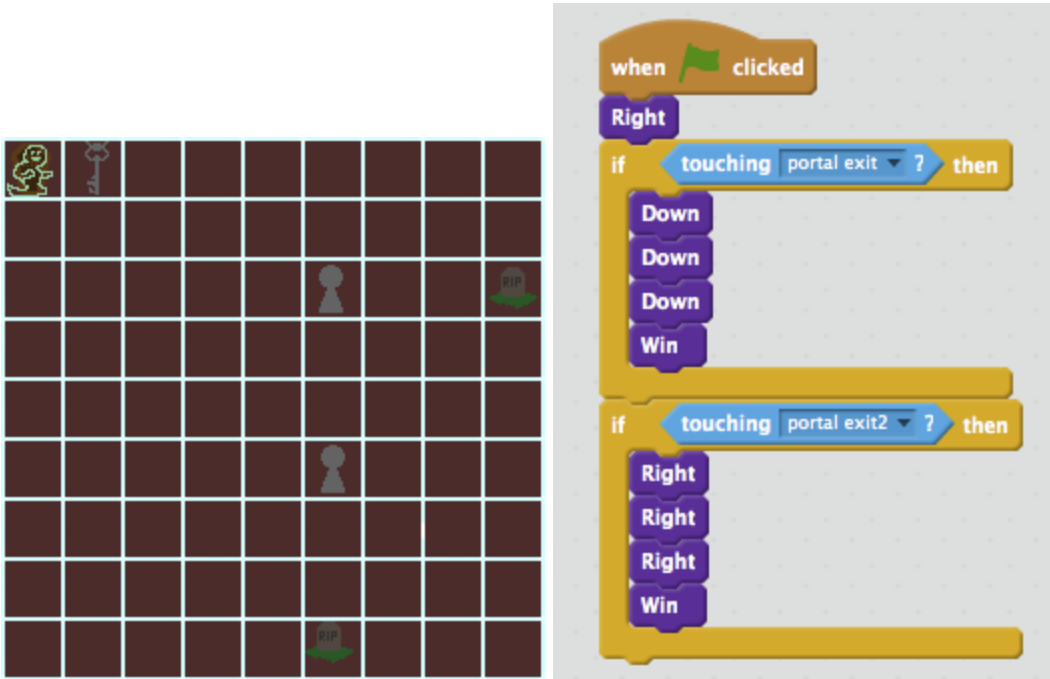 RIP
RIP
when clicked
Right
if touching portal exit ? then
Down
Down
Down
Win
if touching portal exit2 ? then
Right
Right
Right
Win